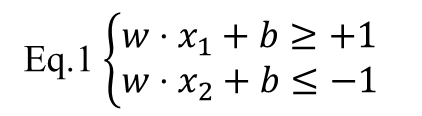 Eq.1 { w · x₁ + b ≥ +1
w · x₂ + b ≤ −1